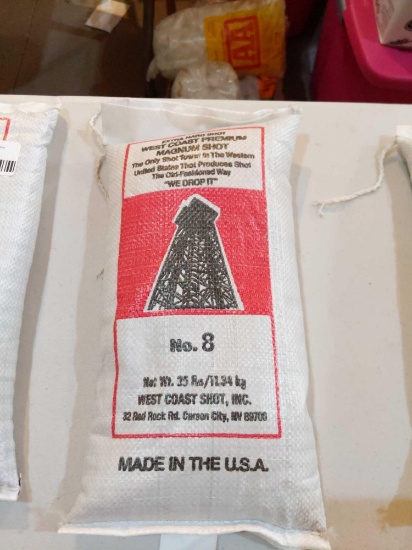 EXTRA HARD SHOT
WEST COAST PREMIUM
MAGNUM SHOT
The Only Shot Tower In The Western
United States That Produces Shot
The Old-Fashioned Way
"WE DROP IT"
No. 8
Net Wt. 25 lbs/11.34 kg
WEST COAST SHOT, INC.
32 Red Rock Rd. Carson City, NV 89706
MADE IN THE U.S.A.
AA